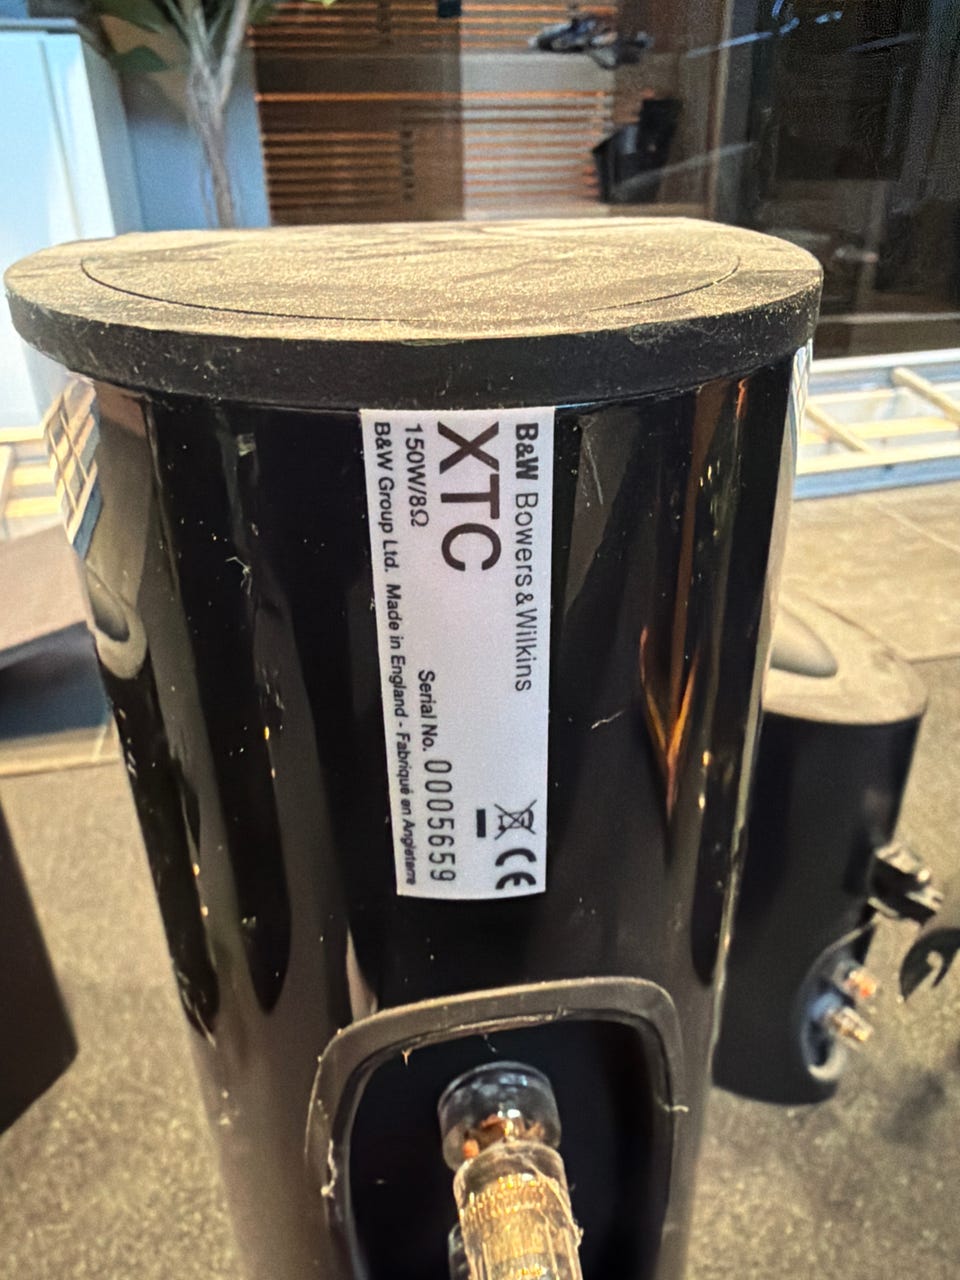 B&W Bowers & Wilkins
XTC
150W/8Ω
Serial No. 0005659
B&W Group Ltd. Made in England - Fabriqué en Angleterre
CE